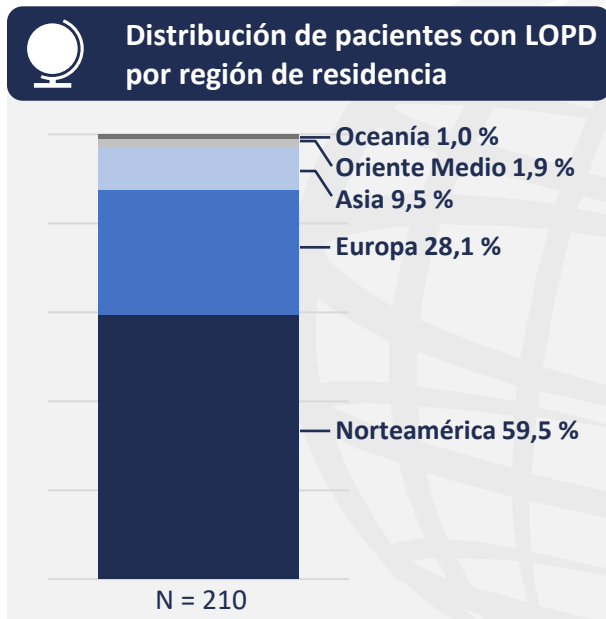 Distribución de pacientes con LOPD
por región de residencia
Oceanía 1,0 %
Oriente Medio 1,9 %
Asia 9,5 %
Europa 28,1 %
Norteamérica 59,5 %
N = 210